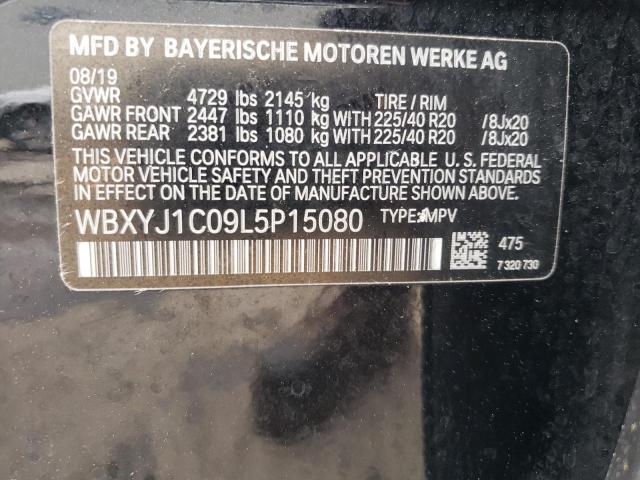 MFD BY BAYERISCHE MOTOREN WERKE AG
08/19
GVWR 4729 lbs 2145 kg TIRE / RIM
GAWR FRONT 2447 lbs 1110 kg WITH 225/40 R20 /8Jx20
GAWR REAR 2381 lbs 1080 kg WITH 225/40 R20 /8Jx20
THIS VEHICLE CONFORMS TO ALL APPLICABLE U. S. FEDERAL
MOTOR VEHICLE SAFETY AND THEFT PREVENTION STANDARDS
IN EFFECT ON THE DATE OF MANUFACTURE SHOWN ABOVE.
WBXYJ1C09L5P15080 TYPE: MPV
475
7 320 730